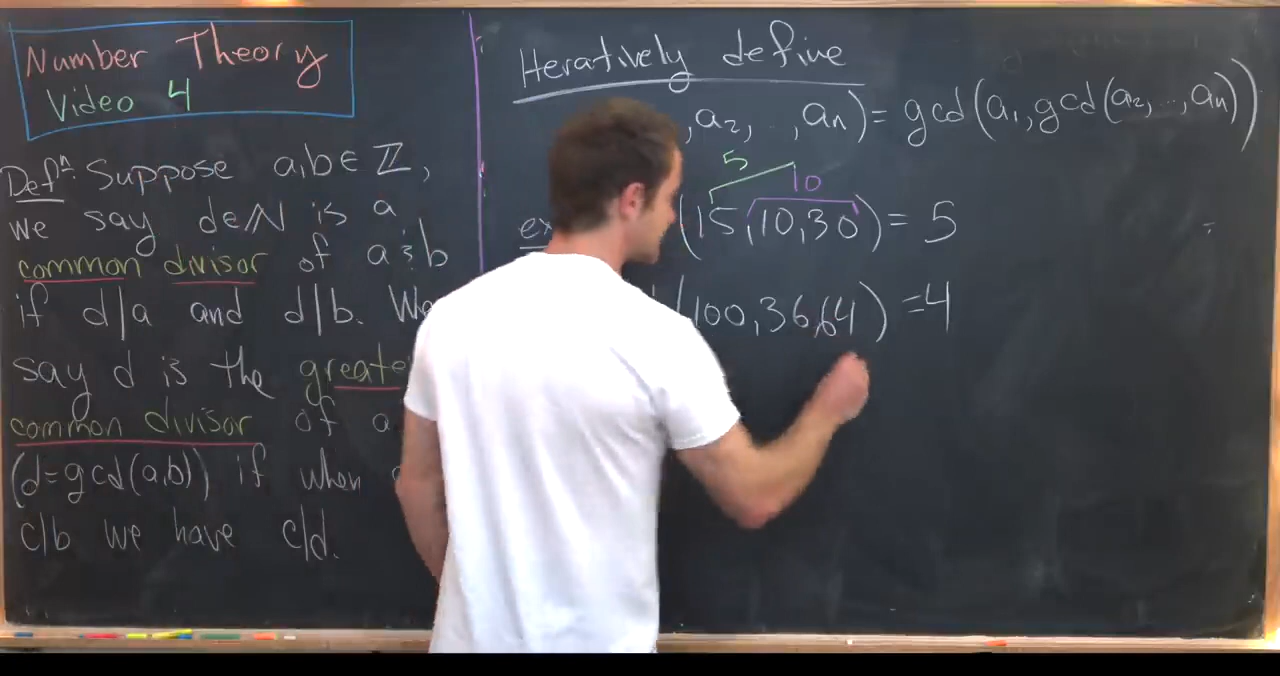 Number Theory
Video 4
Defⁿ: Suppose a,b∈ℤ,
we say d∈ℕ is a
common divisor of a & b
if d|a and d|b. We
say d is the greate
common divisor of a
(d=gcd(a,b)) if when
c|b we have c|d.
Iteratively define
,a₂, ..., aₙ) = gcd(a₁, gcd(a₂, ..., aₙ))
5
10
ex
(15,10,30) = 5
(100,36,64) = 4